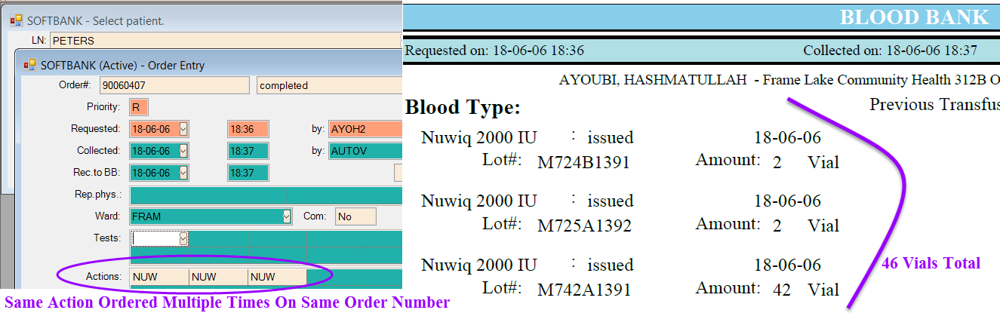 SOFTBANK - Select patient.
LN: PETERS
SOFTBANK (Active) - Order Entry
Order#: 90060407 completed
Priority: R
Requested: 18-06-06 18:36 by: AYOH2
Collected: 18-06-06 18:37 by: AUTOV
Rec.to BB: 18-06-06 18:37
Rep.phys.:
Ward: FRAM Com: No
Tests:
Actions: NUW NUW NUW
Same Action Ordered Multiple Times On Same Order Number
BLOOD BANK
Requested on: 18-06-06 18:36 Collected on: 18-06-06 18:37
AYOUBI, HASHMATULLAH - Frame Lake Community Health 312B O
Blood Type: Previous Transfus
Nuwiq 2000 IU : issued 18-06-06
Lot#: M724B1391 Amount: 2 Vial
Nuwiq 2000 IU : issued 18-06-06
Lot#: M725A1392 Amount: 2 Vial
Nuwiq 2000 IU : issued 18-06-06
46 Vials Total
Lot#: M742A1391 Amount: 42 Vial